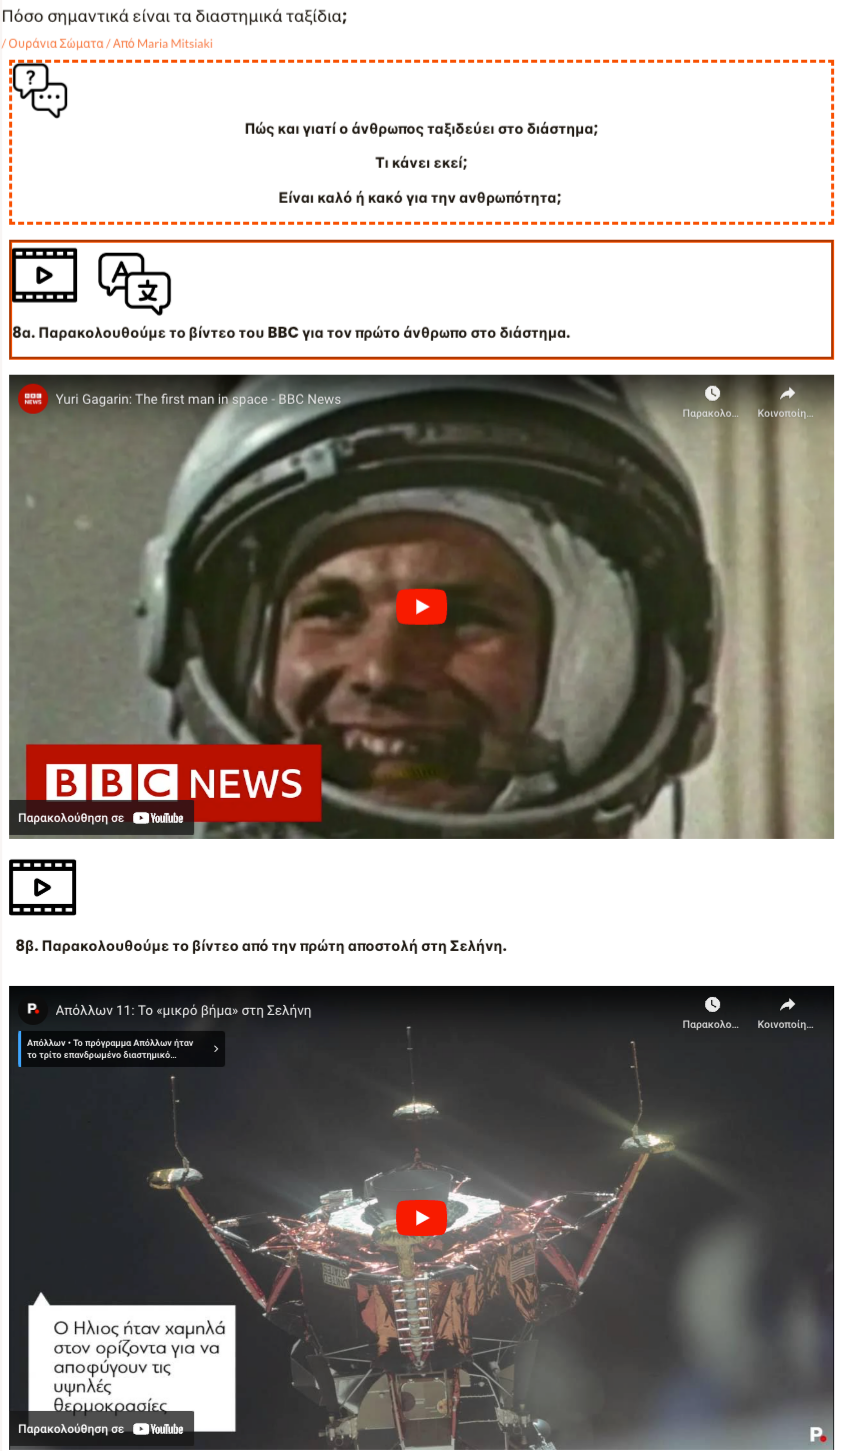 Πόσο σημαντικά είναι τα διαστημικά ταξίδια;
/ Ουράνια Σώματα / Από Maria Mitsiaki
?
Πώς και γιατί ο άνθρωπος ταξιδεύει στο διάστημα;
Τι κάνει εκεί;
Είναι καλό ή κακό για την ανθρωπότητα;
A 文
8α. Παρακολουθούμε το βίντεο του BBC για τον πρώτο άνθρωπο στο διάστημα.
BBC NEWS
Yuri Gagarin: The first man in space - BBC News
Παρακολο...
Κοινοποίη...
BBC NEWS
Παρακολούθηση σε YouTube
8β. Παρακολουθούμε το βίντεο από την πρώτη αποστολή στη Σελήνη.
P.
Απόλλων 11: Το «μικρό βήμα» στη Σελήνη
Παρακολο...
Κοινοποίη...
Απόλλων • Το πρόγραμμα Απόλλων ήταν
το τρίτο επανδρωμένο διαστημικό...
Ο Ηλιος ήταν χαμηλά
στον ορίζοντα για να
αποφύγουν τις
υψηλές
θερμοκρασίες
Παρακολούθηση σε YouTube
P.